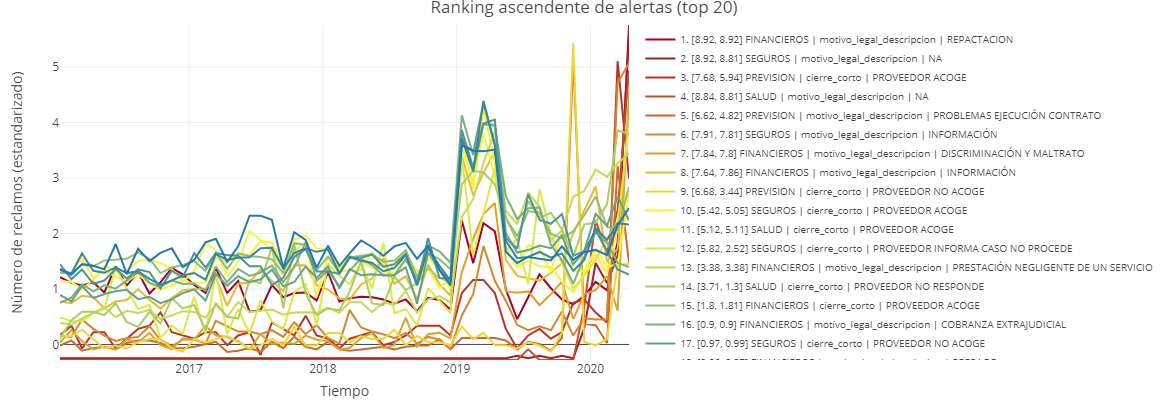 Ranking ascendente de alertas (top 20)
Número de reclamos (estandarizado)
5
4
3
2
1
0
2017
2018
2019
2020
Tiempo
1. [8.92, 8.92] FINANCIEROS | motivo_legal_descripcion | REPACTACION
2. [8.92, 8.81] SEGUROS | motivo_legal_descripcion | NA
3. [7.68, 5.94] PREVISION | cierre_corto | PROVEEDOR ACOGE
4. [8.84, 8.81] SALUD | motivo_legal_descripcion | NA
5. [6.62, 4.82] PREVISION | motivo_legal_descripcion | PROBLEMAS EJECUCIÓN CONTRATO
6. [7.91, 7.81] SEGUROS | motivo_legal_descripcion | INFORMACIÓN
7. [7.84, 7.8] FINANCIEROS | motivo_legal_descripcion | DISCRIMINACIÓN Y MALTRATO
8. [7.64, 7.86] FINANCIEROS | motivo_legal_descripcion | INFORMACIÓN
9. [6.68, 3.44] PREVISION | cierre_corto | PROVEEDOR NO ACOGE
10. [5.42, 5.05] SEGUROS | cierre_corto | PROVEEDOR ACOGE
11. [5.12, 5.11] SALUD | cierre_corto | PROVEEDOR ACOGE
12. [5.82, 2.52] SEGUROS | cierre_corto | PROVEEDOR INFORMA CASO NO PROCEDE
13. [3.38, 3.38] FINANCIEROS | motivo_legal_descripcion | PRESTACIÓN NEGLIGENTE DE UN SERVICIO
14. [3.71, 1.3] SALUD | cierre_corto | PROVEEDOR NO RESPONDE
15. [1.8, 1.81] FINANCIEROS | cierre_corto | PROVEEDOR ACOGE
16. [0.9, 0.9] FINANCIEROS | motivo_legal_descripcion | COBRANZA EXTRAJUDICIAL
17. [0.97, 0.99] SEGUROS | cierre_corto | PROVEEDOR NO ACOGE